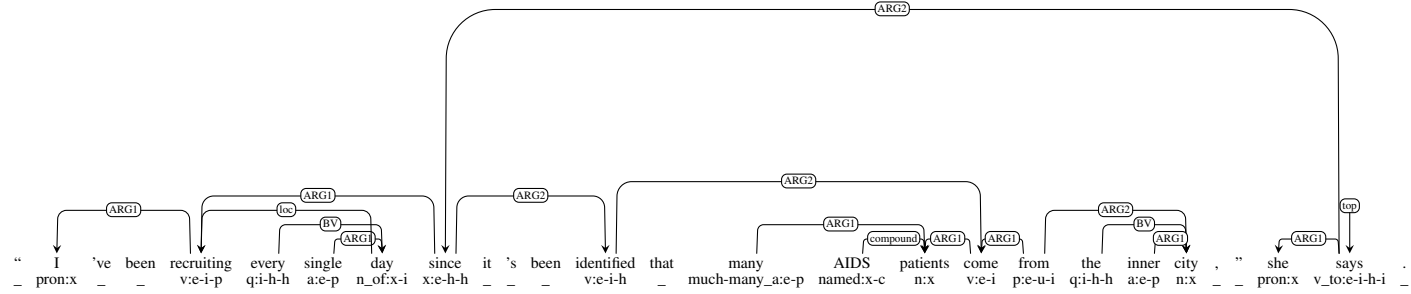 ARG2
ARG1 ARG2 ARG2
ARG1 loc BV ARG1 ARG1 compound ARG1 ARG1 ARG2 BV ARG1 ARG1 top
“ I 've been recruiting every single day since it 's been identified that many AIDS patients come from the inner city , ” she says .
_ pron:x _ _ v:e-i-p q:i-h-h a:e-p n_of:x-i x:e-h-h _ _ _ v:e-i-h _ much-many_a:e-p named:x-c n:x v:e-i p:e-u-i q:i-h-h a:e-p n:x _ _ pron:x v_to:e-i-h-i _